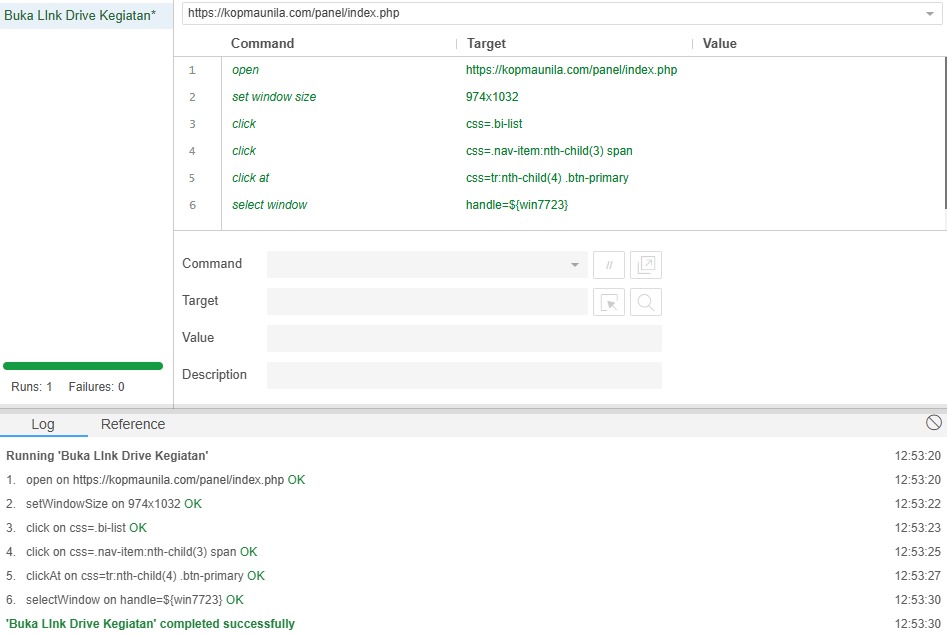 Buka LInk Drive Kegiatan*
https://kopmaunila.com/panel/index.php
Command Target Value
1 open https://kopmaunila.com/panel/index.php
2 set window size 974x1032
3 click css=.bi-list
4 click css=.nav-item:nth-child(3) span
5 click at css=tr:nth-child(4) .btn-primary
6 select window handle=${win7723}
Command //
Target
Value
Description
Runs: 1 Failures: 0
Log Reference
Running 'Buka LInk Drive Kegiatan' 12:53:20
1. open on https://kopmaunila.com/panel/index.php OK 12:53:20
2. setWindowSize on 974x1032 OK 12:53:22
3. click on css=.bi-list OK 12:53:23
4. click on css=.nav-item:nth-child(3) span OK 12:53:25
5. clickAt on css=tr:nth-child(4) .btn-primary OK 12:53:27
6. selectWindow on handle=${win7723} OK 12:53:30
'Buka LInk Drive Kegiatan' completed successfully 12:53:30